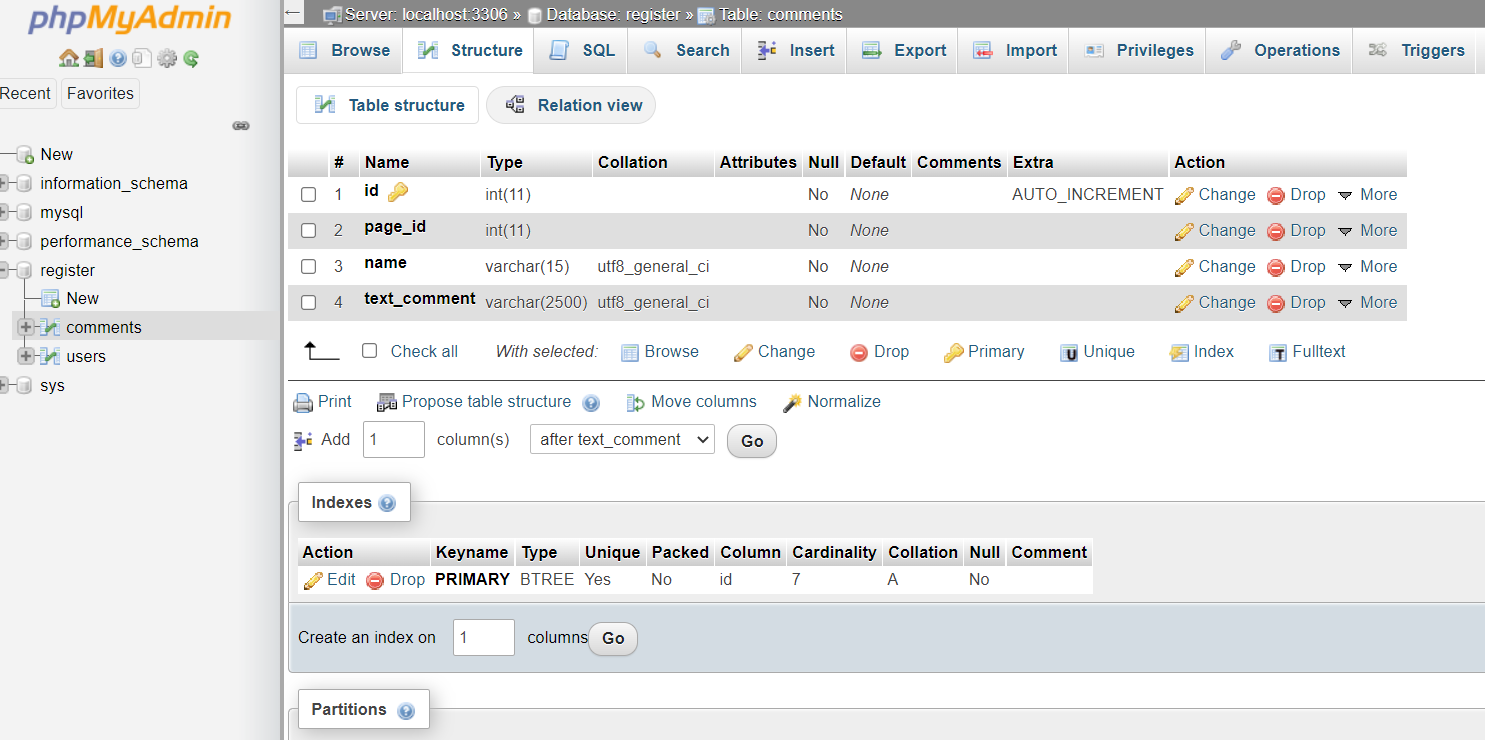 phpMyAdmin
Recent Favorites
New
information_schema
mysql
performance_schema
register
New
comments
users
sys
Server: localhost:3306 » Database: register » Table: comments
Browse Structure SQL Search Insert Export Import Privileges Operations Triggers
Table structure Relation view
# Name Type Collation Attributes Null Default Comments Extra Action
1 id int(11) No None AUTO_INCREMENT Change Drop More
2 page_id int(11) No None Change Drop More
3 name varchar(15) utf8_general_ci No None Change Drop More
4 text_comment varchar(2500) utf8_general_ci No None Change Drop More
Check all With selected: Browse Change Drop Primary Unique Index Fulltext
Print Propose table structure Move columns Normalize
Add 1 column(s) after text_comment Go
Indexes
Action Keyname Type Unique Packed Column Cardinality Collation Null Comment
Edit Drop PRIMARY BTREE Yes No id 7 A No
Create an index on 1 columns Go
Partitions